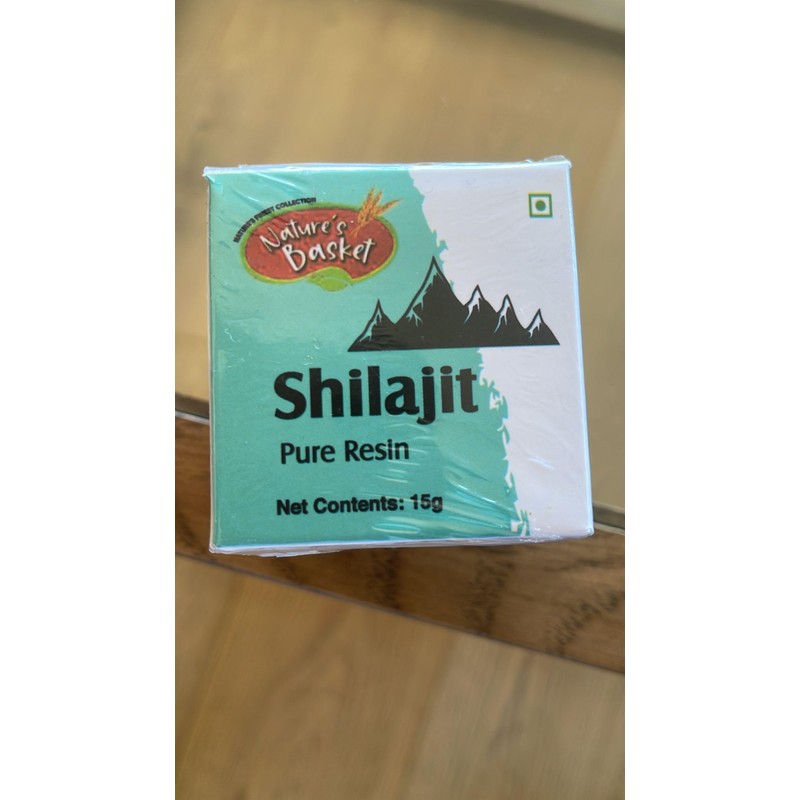 NATURE'S FINEST COLLECTION
Nature's
Basket
Shilajit
Pure Resin
Net Contents: 15g